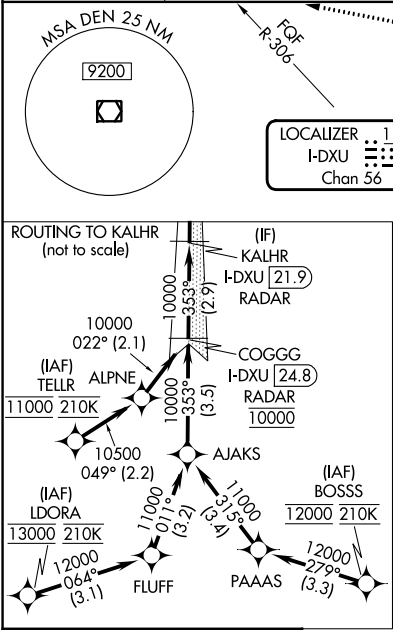 MSA DEN 25 NM
9200
FQF
R-306
LOCALIZER 1
I-DXU
Chan 56
ROUTING TO KALHR
(not to scale)
(IF)
KALHR
I-DXU 21.9
RADAR
10000
353°
(2.9)
10000
022° (2.1)
COGGG
I-DXU 24.8
RADAR
10000
(IAF)
TELLR
11000 210K
ALPNE
10500
049° (2.2)
10000
353°
(3.5)
AJAKS
(IAF)
LDORA
13000 210K
12000
064°
(3.1)
FLUFF
11000
011°
(3.2)
11000
315°
(3.4)
PAAAS
(IAF)
BOSSS
12000 210K
12000
279°
(3.3)